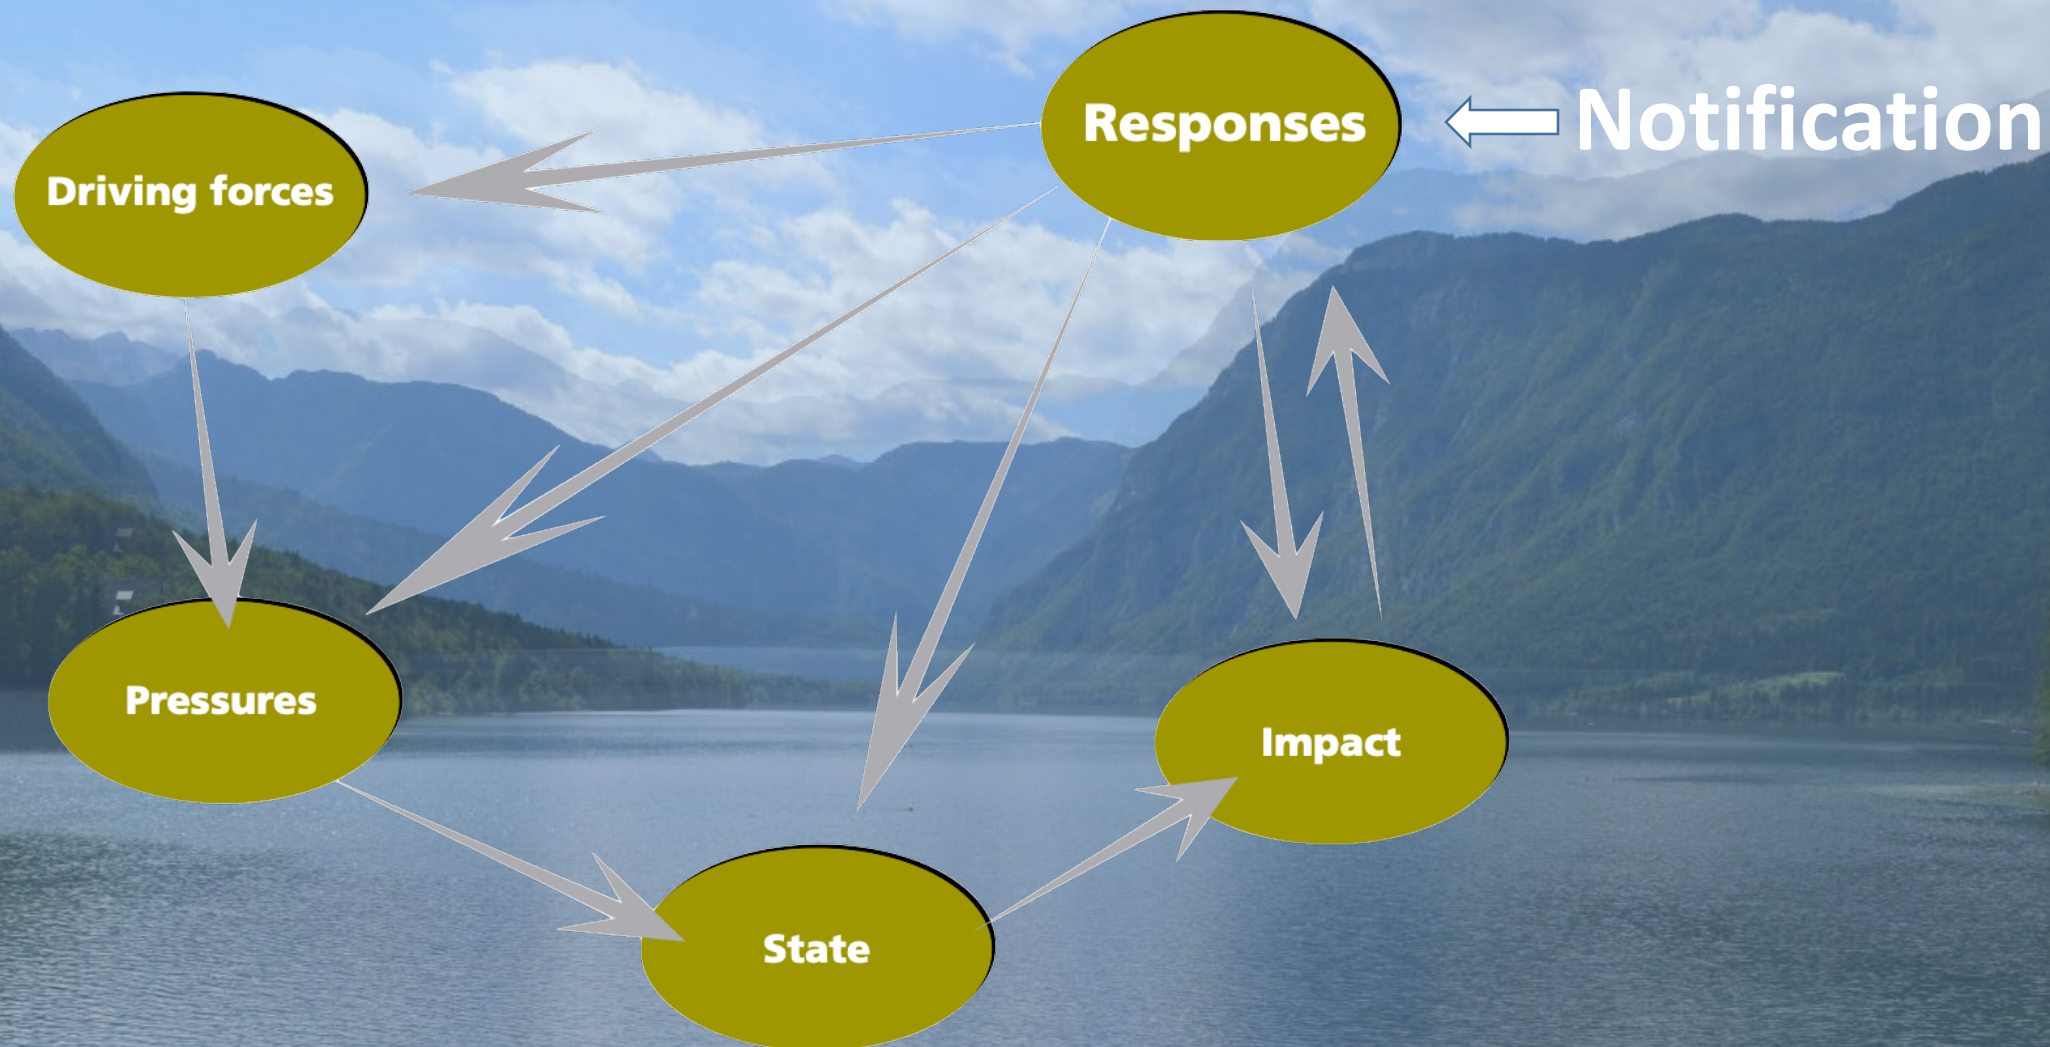 Responses
Notification
Driving forces
Pressures
Impact
State